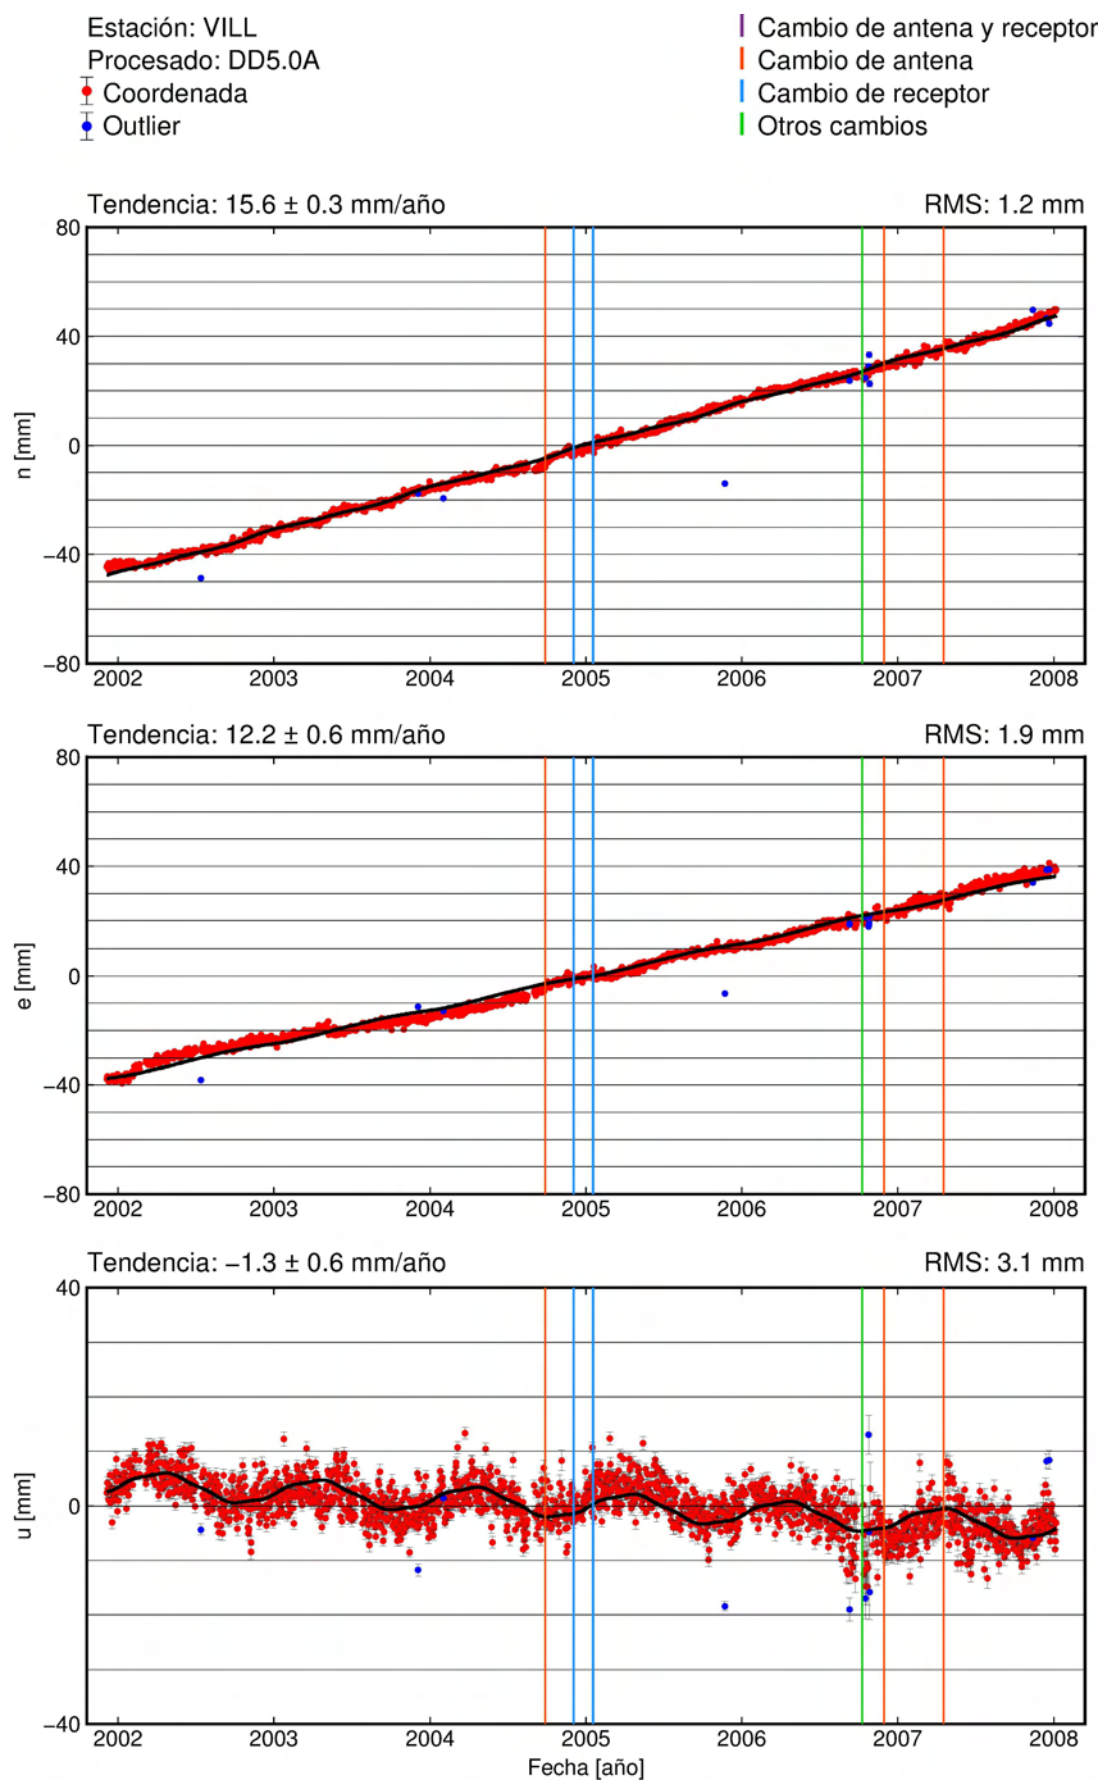 Estación: VILL
Procesado: DD5.0A
Coordenada
Outlier
Cambio de antena y receptor
Cambio de antena
Cambio de receptor
Otros cambios
Tendencia: 15.6 ± 0.3 mm/año RMS: 1.2 mm
80
40
0
−40
−80
n [mm]
2002 2003 2004 2005 2006 2007 2008
Tendencia: 12.2 ± 0.6 mm/año RMS: 1.9 mm
80
40
0
−40
−80
e [mm]
2002 2003 2004 2005 2006 2007 2008
Tendencia: −1.3 ± 0.6 mm/año RMS: 3.1 mm
40
0
−40
u [mm]
2002 2003 2004 2005 2006 2007 2008
Fecha [año]